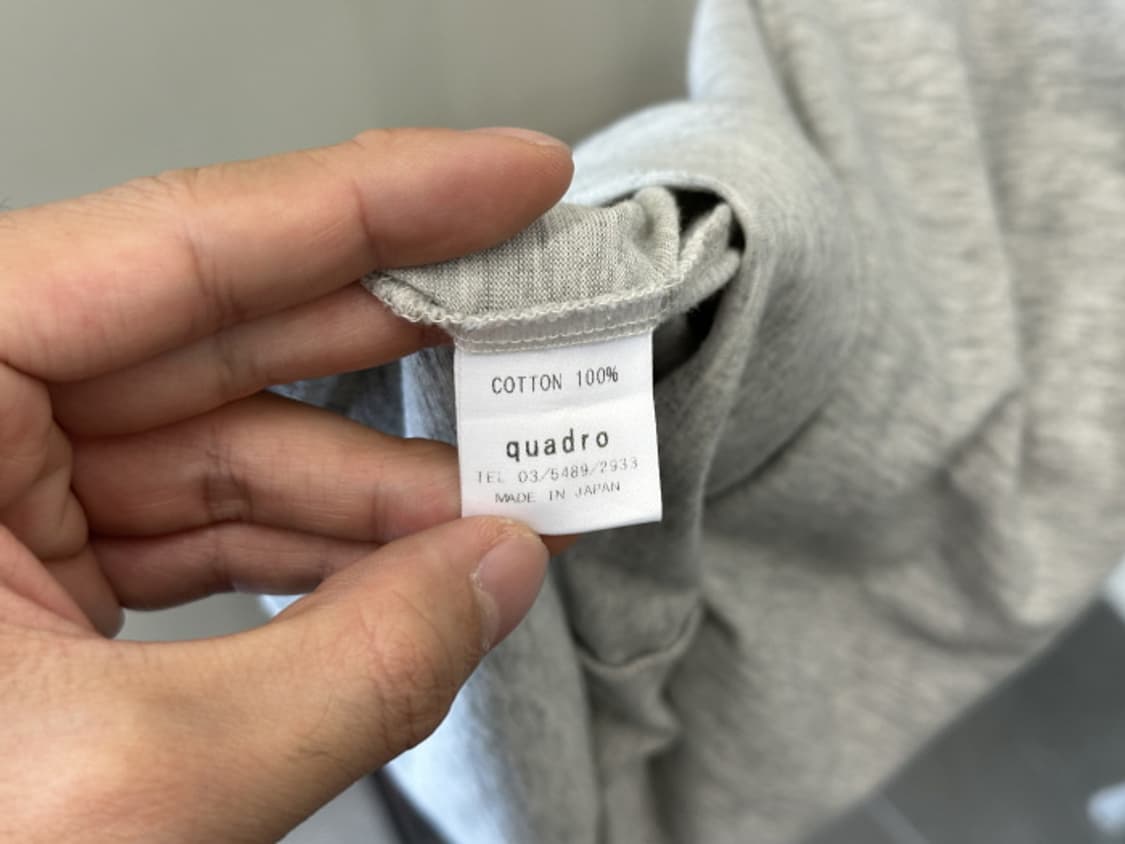 COTTON 100%
quadro
TEL 03/5489/2933
MADE IN JAPAN